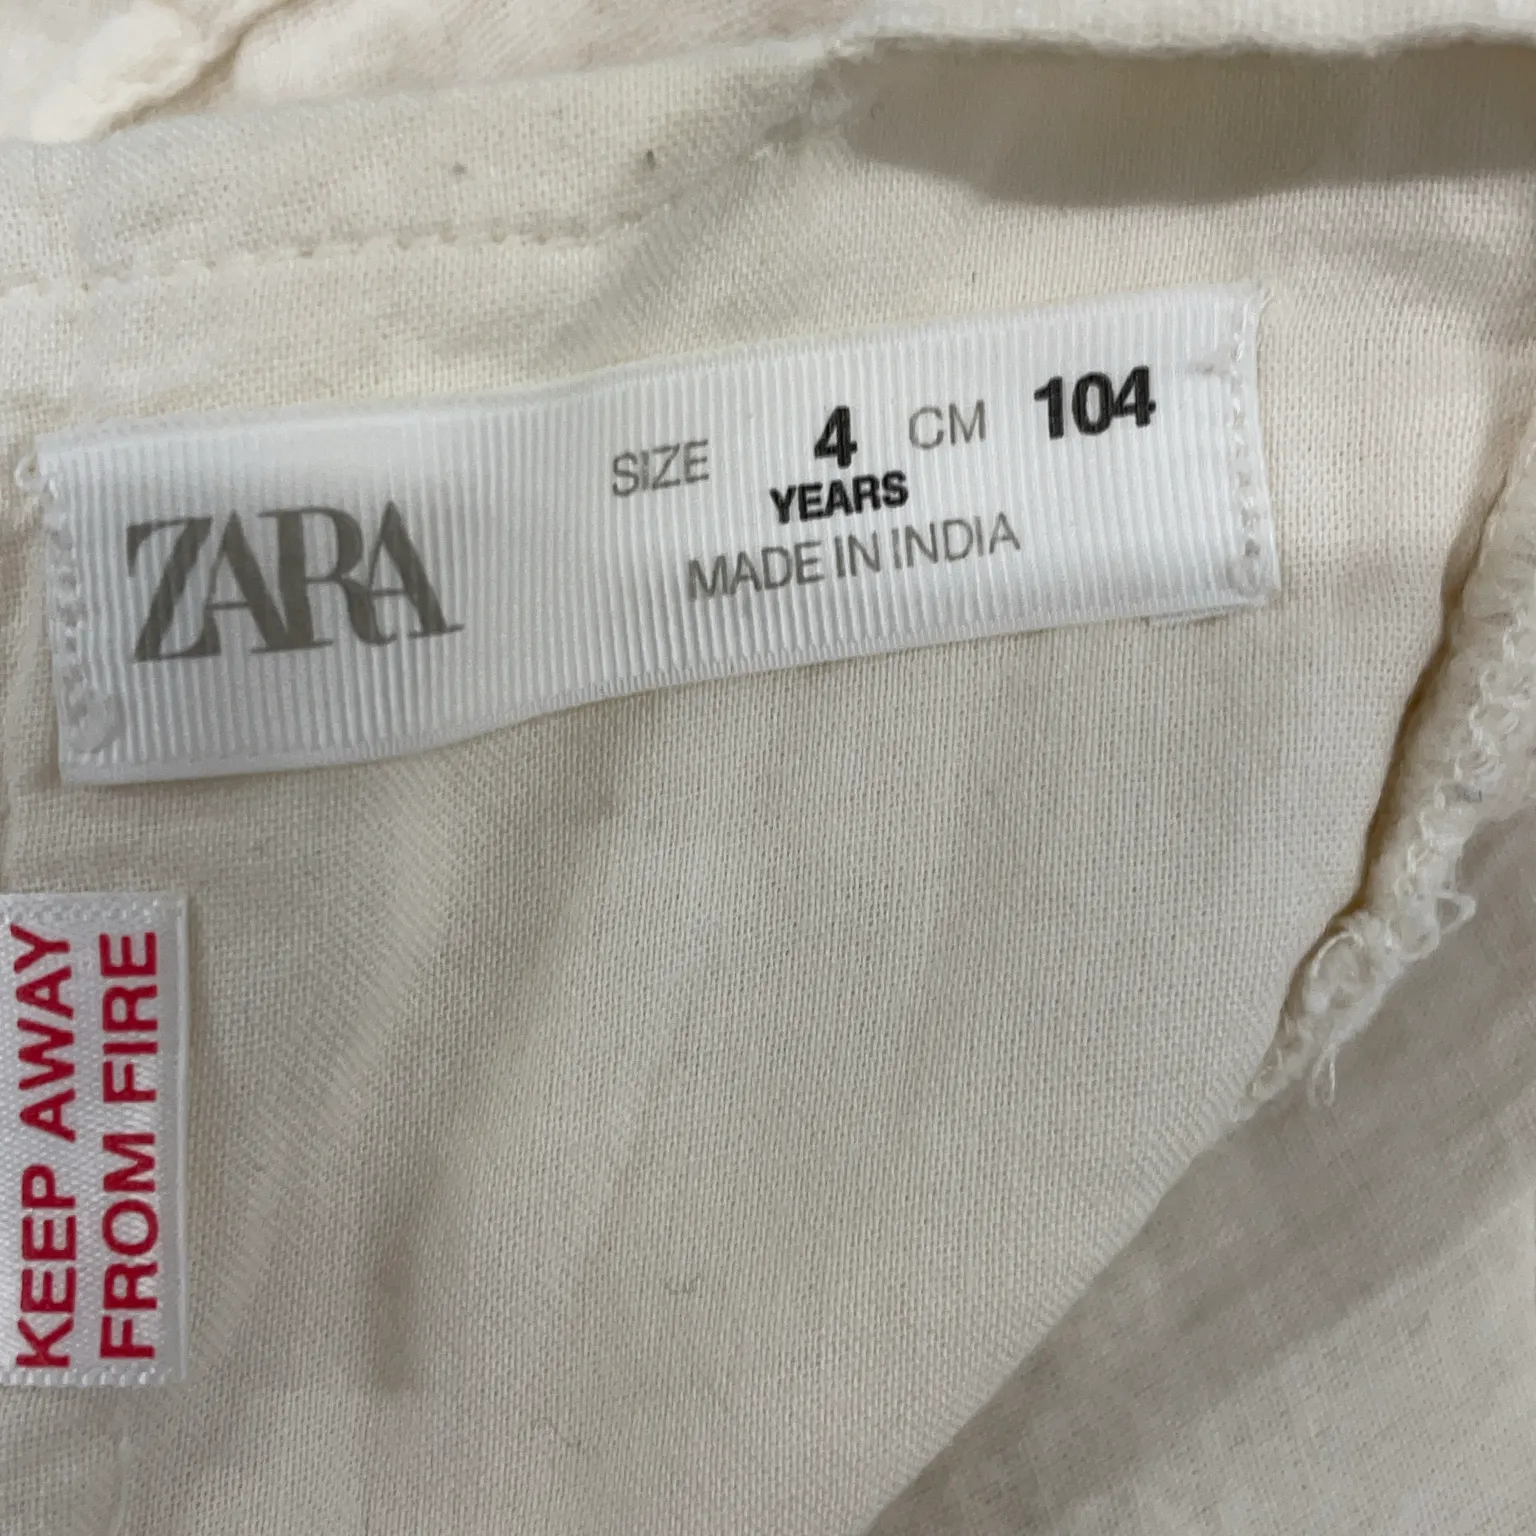 ZARA
SIZE 4 CM 104
YEARS
MADE IN INDIA
KEEP AWAY
FROM FIRE